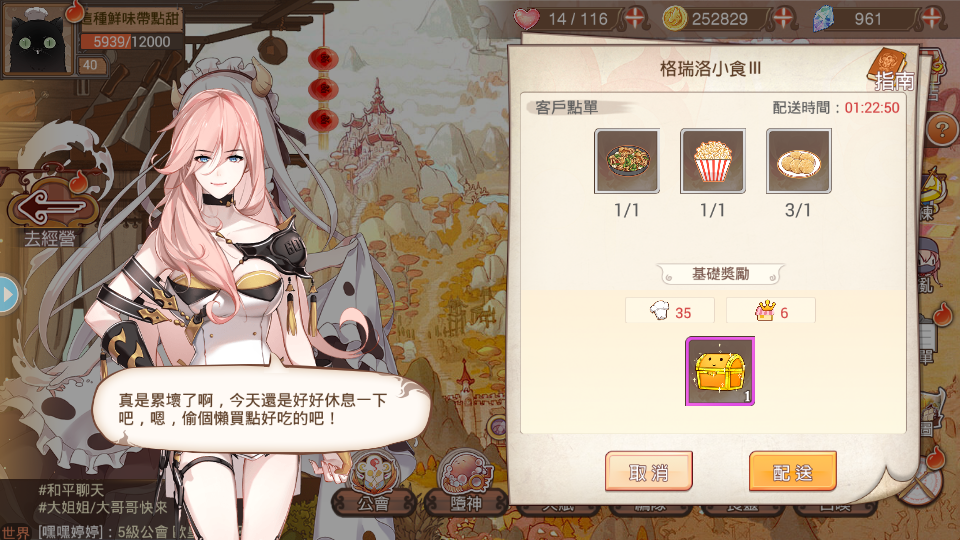 這種鮮味帶點甜
5939/12000
40
14 / 116
252829
961
格瑞洛小食III
指南
客戶點單
配送時間：01:22:50
1/1
1/1
3/1
基礎獎勵
35
6
1
取消
配送
去經營
真是累壞了啊，今天還是好好休息一下
吧，嗯，偷個懶買點好吃的吧！
公會
墮神
#和平聊天
#大姐姐/大哥哥快來
世界 [嘿嘿婷婷]：5級公會